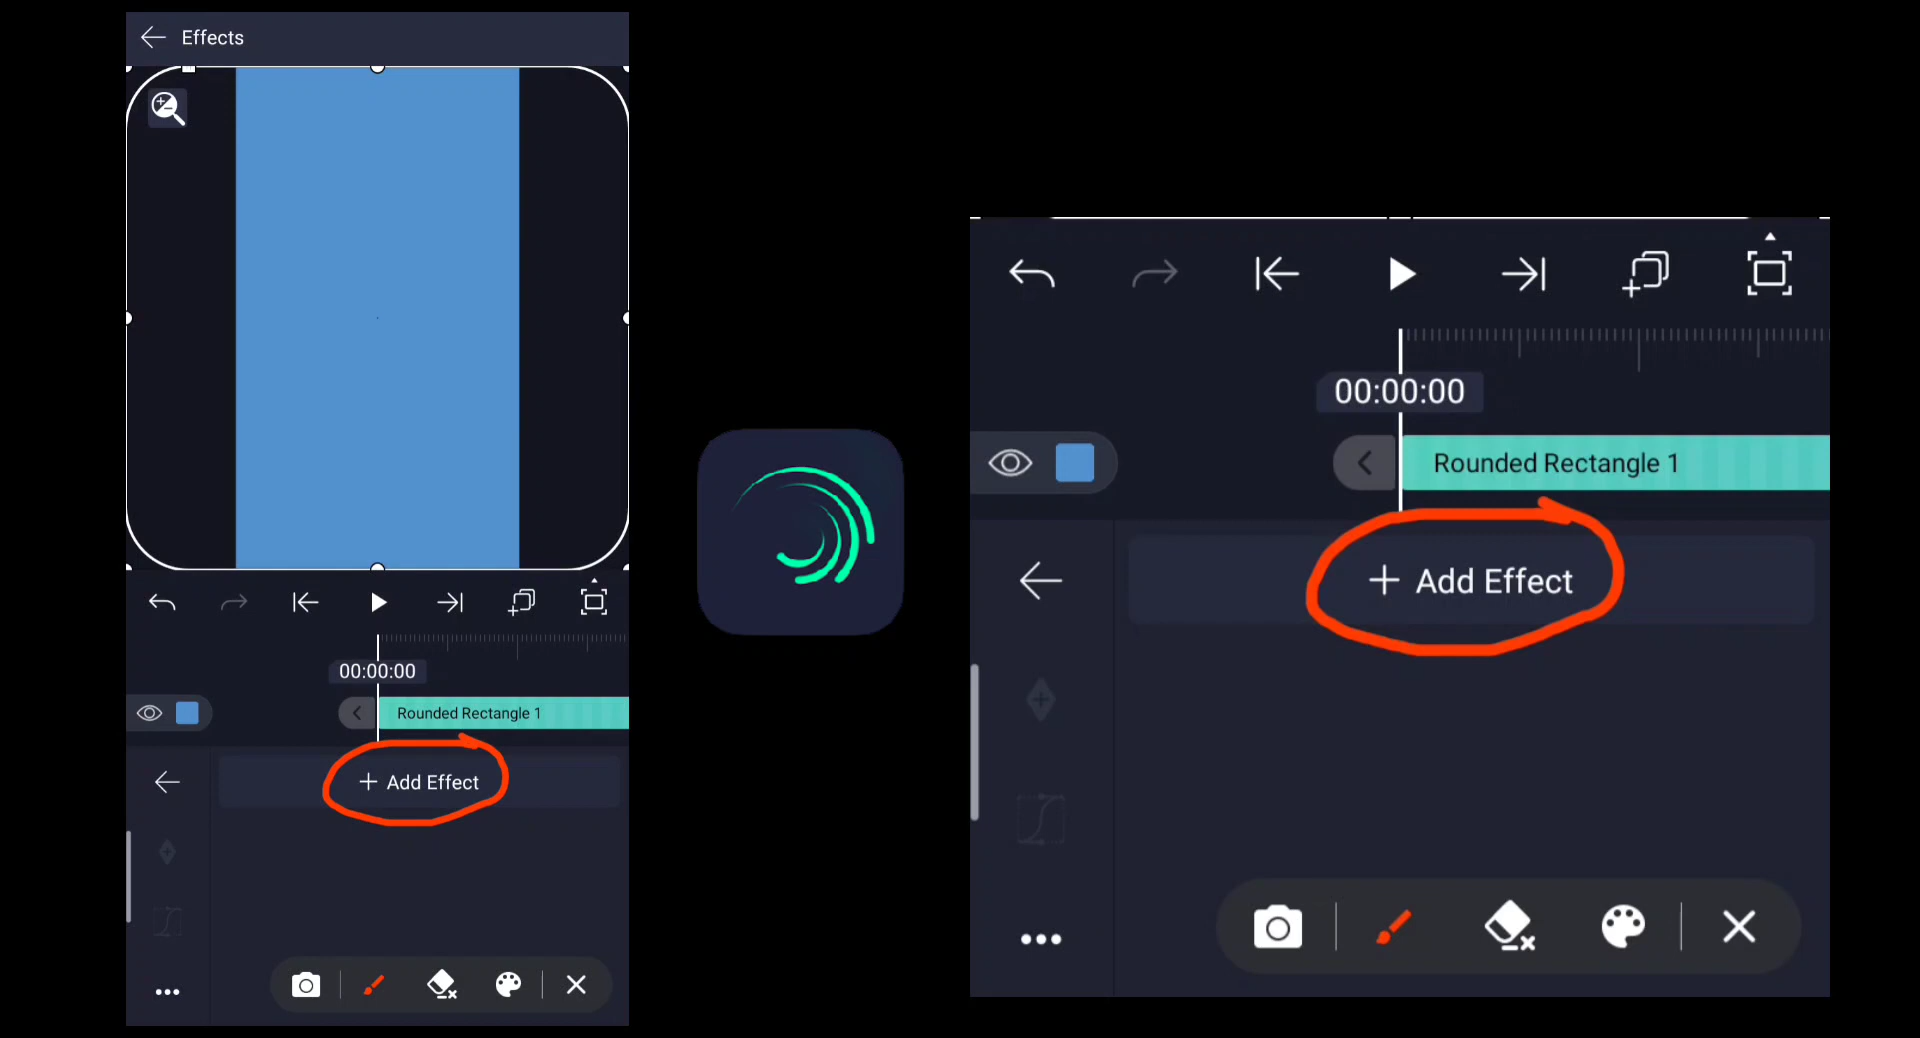 Effects
00:00:00
Rounded Rectangle 1
+ Add Effect
00:00:00
Rounded Rectangle 1
+ Add Effect